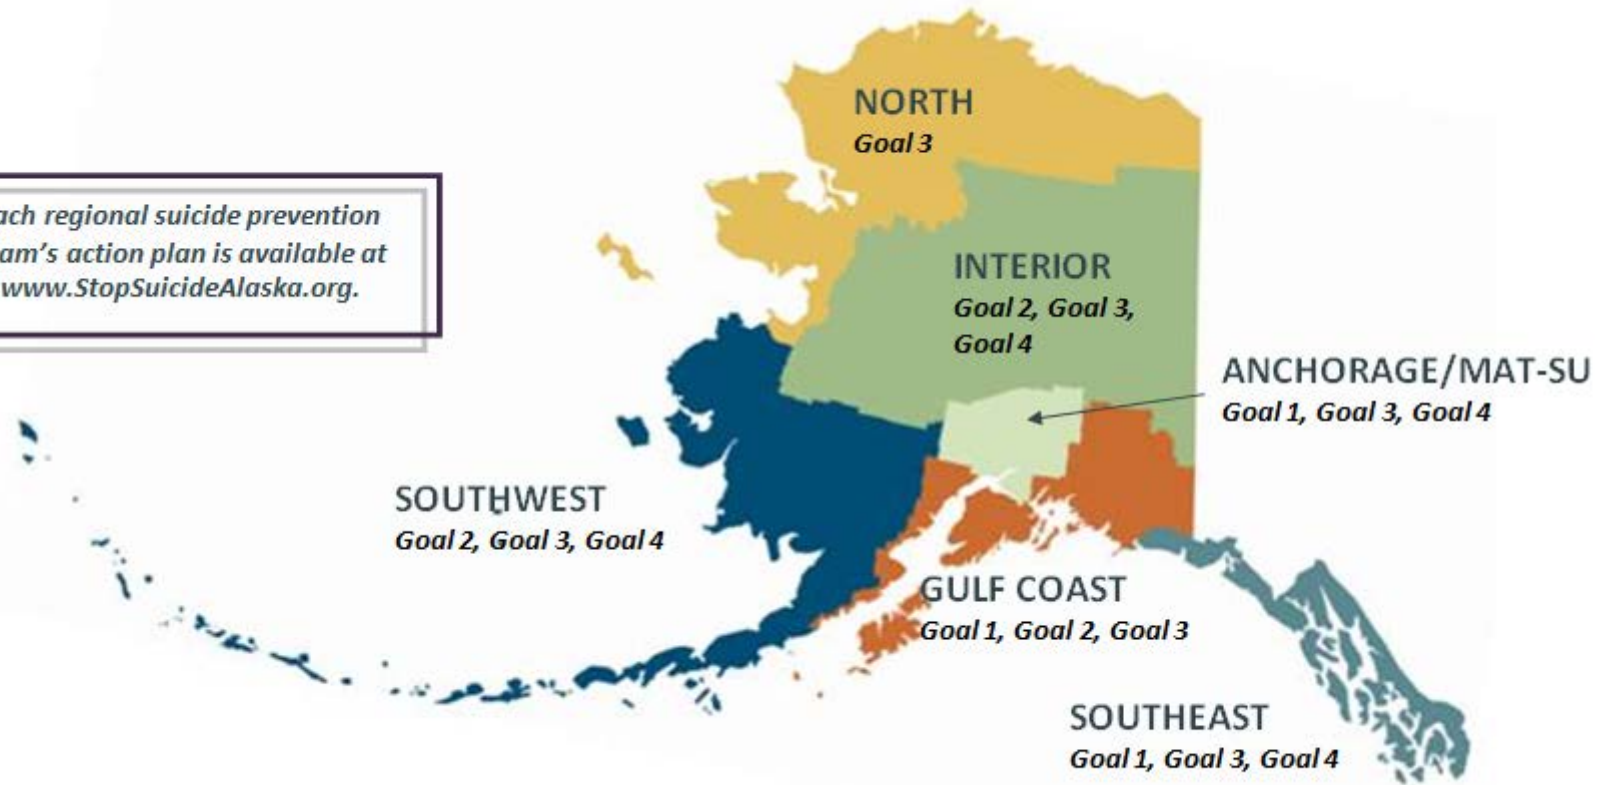 NORTH
Goal 3
ach regional suicide prevention
am's action plan is available at
www.StopSuicideAlaska.org.
INTERIOR
Goal 2, Goal 3,
Goal 4
ANCHORAGE/MAT-SU
Goal 1, Goal 3, Goal 4
SOUTHWEST
Goal 2, Goal 3, Goal 4
GULF COAST
Goal 1, Goal 2, Goal 3
SOUTHEAST
Goal 1, Goal 3, Goal 4